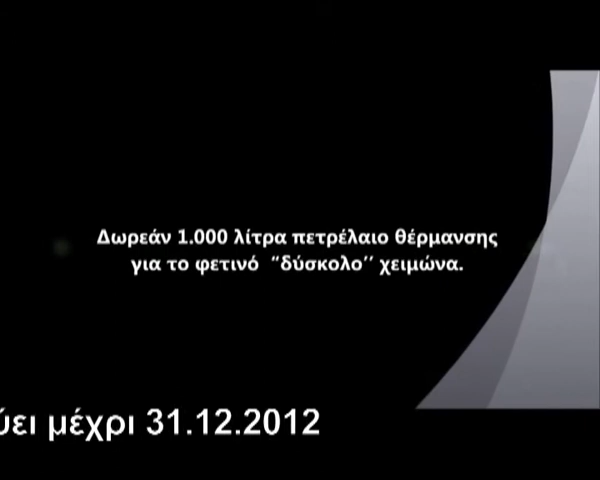 Δωρεάν 1.000 λίτρα πετρέλαιο θέρμανσης
για το φετινό “δύσκολο’’ χειμώνα.
μέχρι 31.12.2012